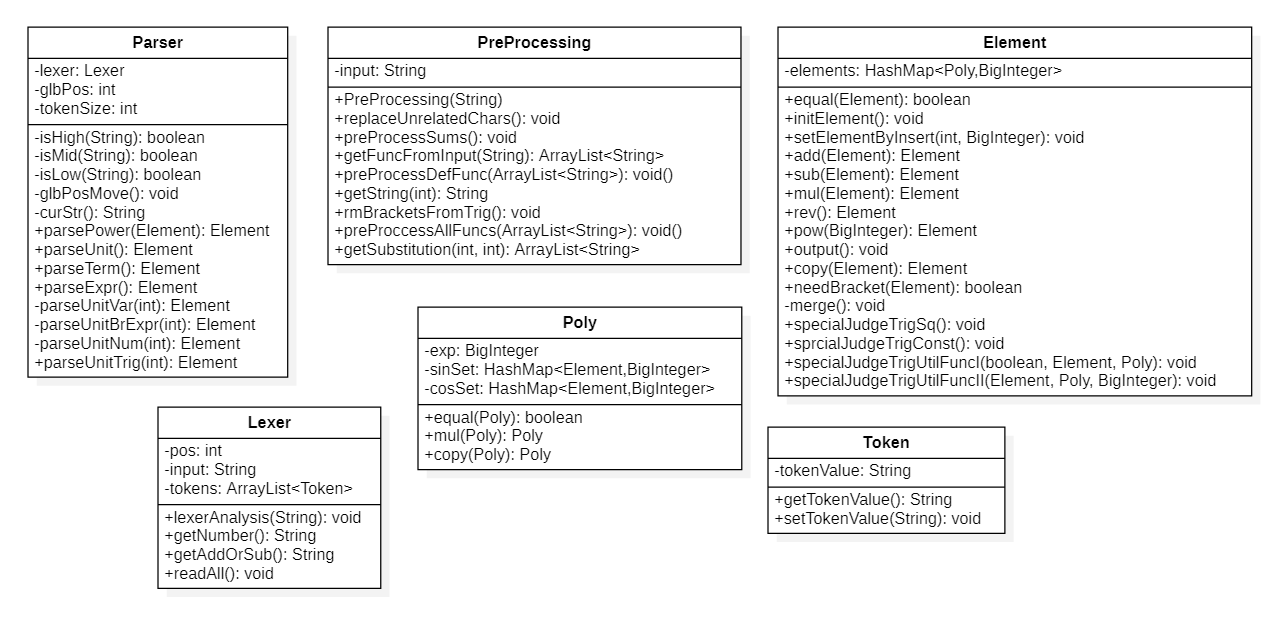 Parser
-lexer: Lexer
-glbPos: int
-tokenSize: int
-isHigh(String): boolean
-isMid(String): boolean
-isLow(String): boolean
-glbPosMove(): void
-curStr(): String
+parsePower(Element): Element
+parseUnit(): Element
+parseTerm(): Element
+parseExpr(): Element
-parseUnitVar(int): Element
-parseUnitBrExpr(int): Element
-parseUnitNum(int): Element
+parseUnitTrig(int): Element
PreProcessing
-input: String
+PreProcessing(String)
+replaceUnrelatedChars(): void
+preProcessSums(): void
+getFuncFromInput(String): ArrayList<String>
+preProcessDefFunc(ArrayList<String>): void()
+getString(int): String
+rmBracketsFromTrig(): void
+preProccessAllFuncs(ArrayList<String>): void()
+getSubstitution(int, int): ArrayList<String>
Element
-elements: HashMap<Poly,BigInteger>
+equal(Element): boolean
+initElement(): void
+setElementByInsert(int, BigInteger): void
+add(Element): Element
+sub(Element): Element
+mul(Element): Element
+rev(): Element
+pow(BigInteger): Element
+output(): void
+copy(Element): Element
+needBracket(Element): boolean
-merge(): void
+specialJudgeTrigSq(): void
+sprcialJudgeTrigConst(): void
+specialJudgeTrigUtilFuncI(boolean, Element, Poly): void
+specialJudgeTrigUtilFuncII(Element, Poly, BigInteger): void
Poly
-exp: BigInteger
-sinSet: HashMap<Element,BigInteger>
-cosSet: HashMap<Element,BigInteger>
+equal(Poly): boolean
+mul(Poly): Poly
+copy(Poly): Poly
Lexer
-pos: int
-input: String
-tokens: ArrayList<Token>
+lexerAnalysis(String): void
+getNumber(): String
+getAddOrSub(): String
+readAll(): void
Token
-tokenValue: String
+getTokenValue(): String
+setTokenValue(String): void